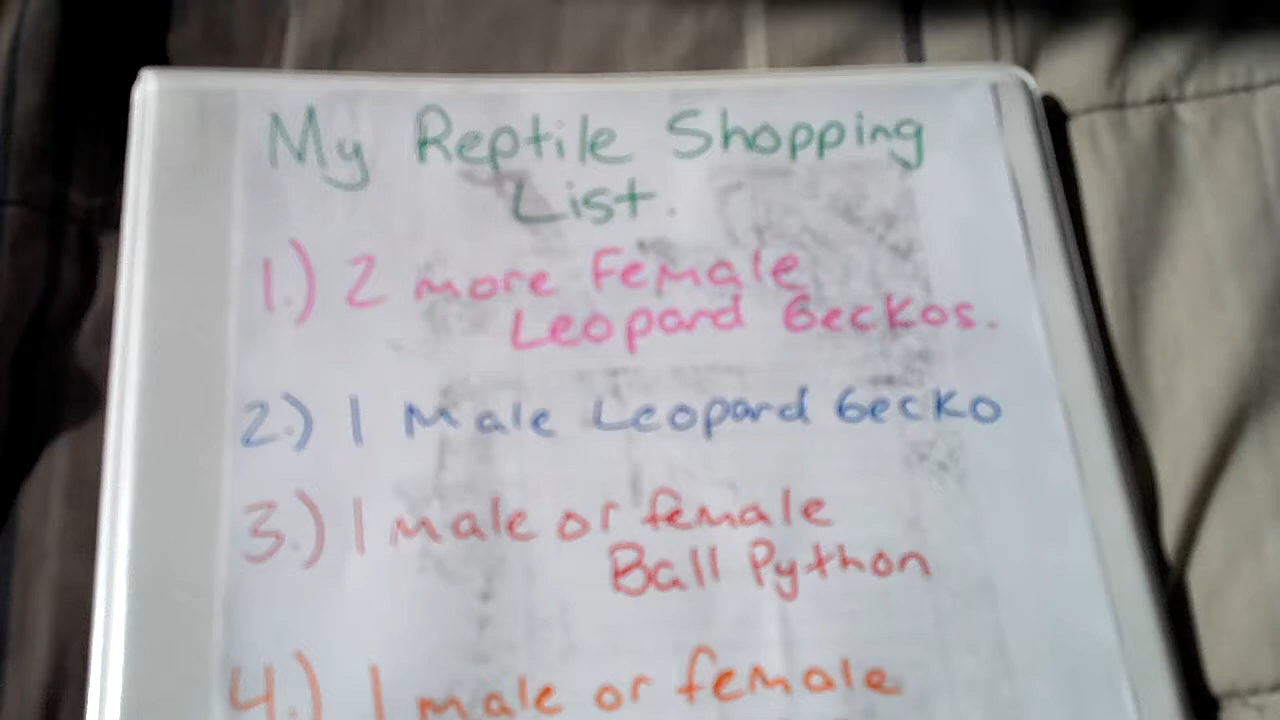 My Reptile Shopping
List.
1.) 2 more Female
Leopard Geckos.
2.) 1 Male Leopard Gecko
3.) 1 male or female
Ball Python
4.) 1 male or female